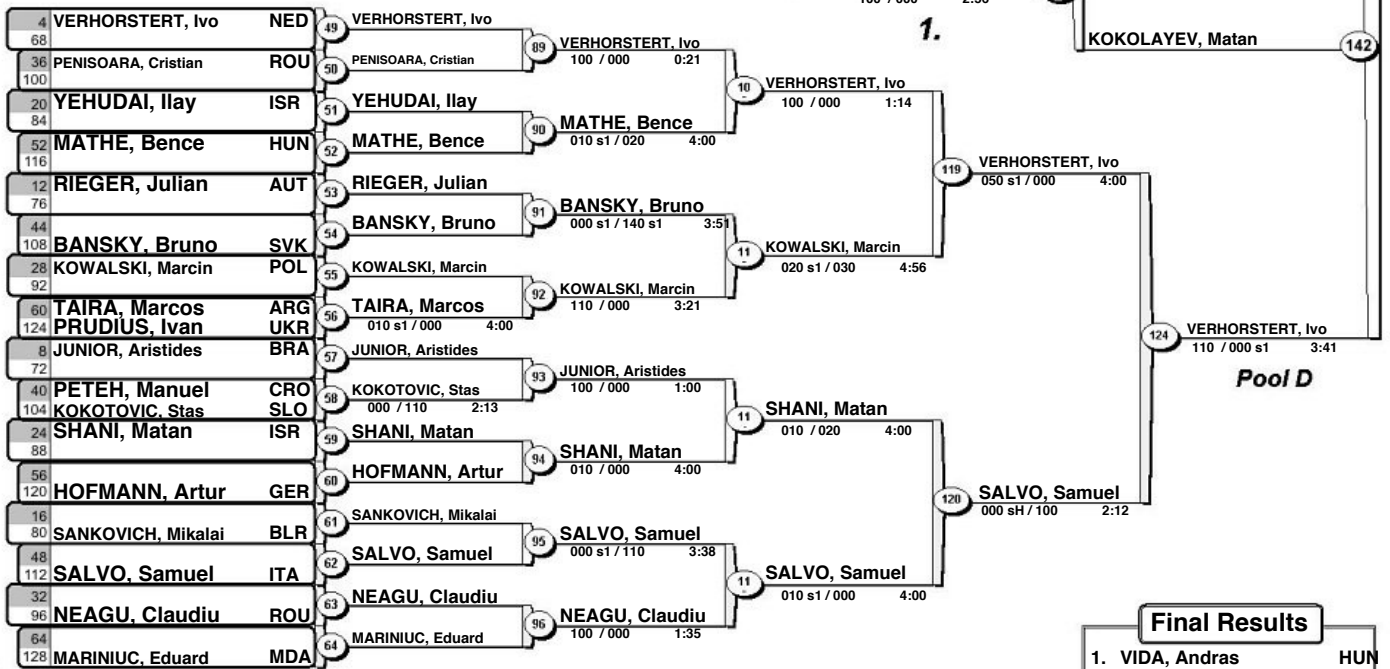 1.
KOKOLAYEV, Matan
142
4 VERHORSTERT, Ivo NED
68
36 PENISOARA, Cristian ROU
100
20 YEHUDAI, Ilay ISR
84
52 MATHE, Bence HUN
116
12 RIEGER, Julian AUT
76
44
108 BANSKY, Bruno SVK
28 KOWALSKI, Marcin POL
92
60 TAIRA, Marcos ARG
124 PRUDIUS, Ivan UKR
8 JUNIOR, Aristides BRA
72
40 PETEH, Manuel CRO
104 KOKOTOVIC, Stas SLO
24 SHANI, Matan ISR
88
56
120 HOFMANN, Artur GER
16
80 SANKOVICH, Mikalai BLR
48
112 SALVO, Samuel ITA
32
96 NEAGU, Claudiu ROU
64
128 MARINIUC, Eduard MDA
49 VERHORSTERT, Ivo
50 PENISOARA, Cristian
51 YEHUDAI, Ilay
52 MATHE, Bence
53 RIEGER, Julian
54 BANSKY, Bruno
55 KOWALSKI, Marcin
56 TAIRA, Marcos
010 s1 / 000 4:00
57 JUNIOR, Aristides
58 KOKOTOVIC, Stas
000 / 110 2:13
59 SHANI, Matan
60 HOFMANN, Artur
61 SANKOVICH, Mikalai
62 SALVO, Samuel
63 NEAGU, Claudiu
64 MARINIUC, Eduard
89 VERHORSTERT, Ivo
100 / 000 0:21
90 MATHE, Bence
010 s1 / 020 4:00
91 BANSKY, Bruno
000 s1 / 140 s1 3:51
92 KOWALSKI, Marcin
110 / 000 3:21
93 JUNIOR, Aristides
100 / 000 1:00
94 SHANI, Matan
010 / 000 4:00
95 SALVO, Samuel
000 s1 / 110 3:38
96 NEAGU, Claudiu
100 / 000 1:35
10 VERHORSTERT, Ivo
100 / 000 1:14
11 KOWALSKI, Marcin
020 s1 / 030 4:56
11 SHANI, Matan
010 / 020 4:00
11 SALVO, Samuel
010 s1 / 000 4:00
119 VERHORSTERT, Ivo
050 s1 / 000 4:00
120 SALVO, Samuel
000 sH / 100 2:12
124 VERHORSTERT, Ivo
110 / 000 s1 3:41
Pool D
Final Results
1. VIDA, Andras HUN